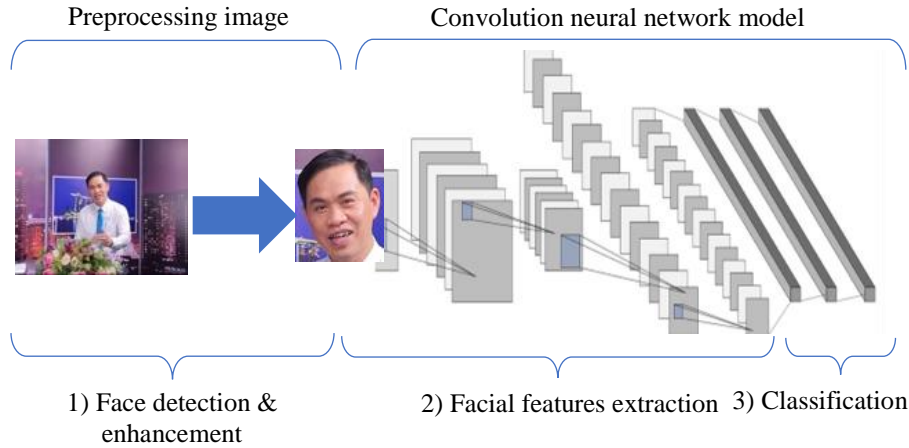 Preprocessing image
Convolution neural network model
1) Face detection &
enhancement
2) Facial features extraction
3) Classification